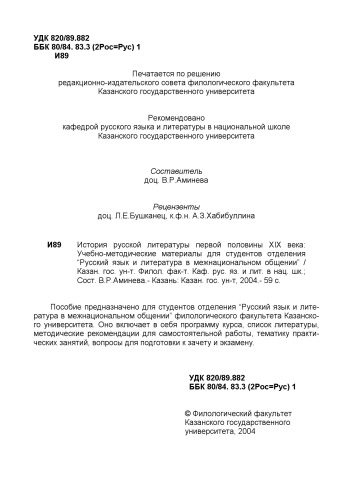 УДК 820/89.882
ББК 80/84. 83.3 (2Рос=Рус) 1
И89
Печатается по решению
редакционно-издательского совета филологического факультета
Казанского государственного университета
Рекомендовано
кафедрой русского языка и литературы в национальной школе
Казанского государственного университета
Составитель
доц. В.Р.Аминева
Рецензенты
доц. Л.Е.Бушканец, к.ф.н. А.З.Хабибуллина
И89 История русской литературы первой половины XIX века:
Учебно-методические материалы для студентов отделения
“Русский язык и литература в межнациональном общении” /
Казан. гос. ун-т. Филол. фак-т. Каф. рус. яз. и лит. в нац. шк.;
Сост. В.Р.Аминева.- Казань: Казан. гос. ун-т, 2004.- 59 с.
Пособие предназначено для студентов отделения “Русский язык и лите-
ратура в межнациональном общении” филологического факультета Казанско-
го университета. Оно включает в себя программу курса, список литературы,
методические рекомендации для самостоятельной работы, тематику практи-
ческих занятий, вопросы для подготовки к зачету и экзамену.
УДК 820/89.882
ББК 80/84. 83.3 (2Рос=Рус) 1
© Филологический факультет
Казанского государственного
университета, 2004